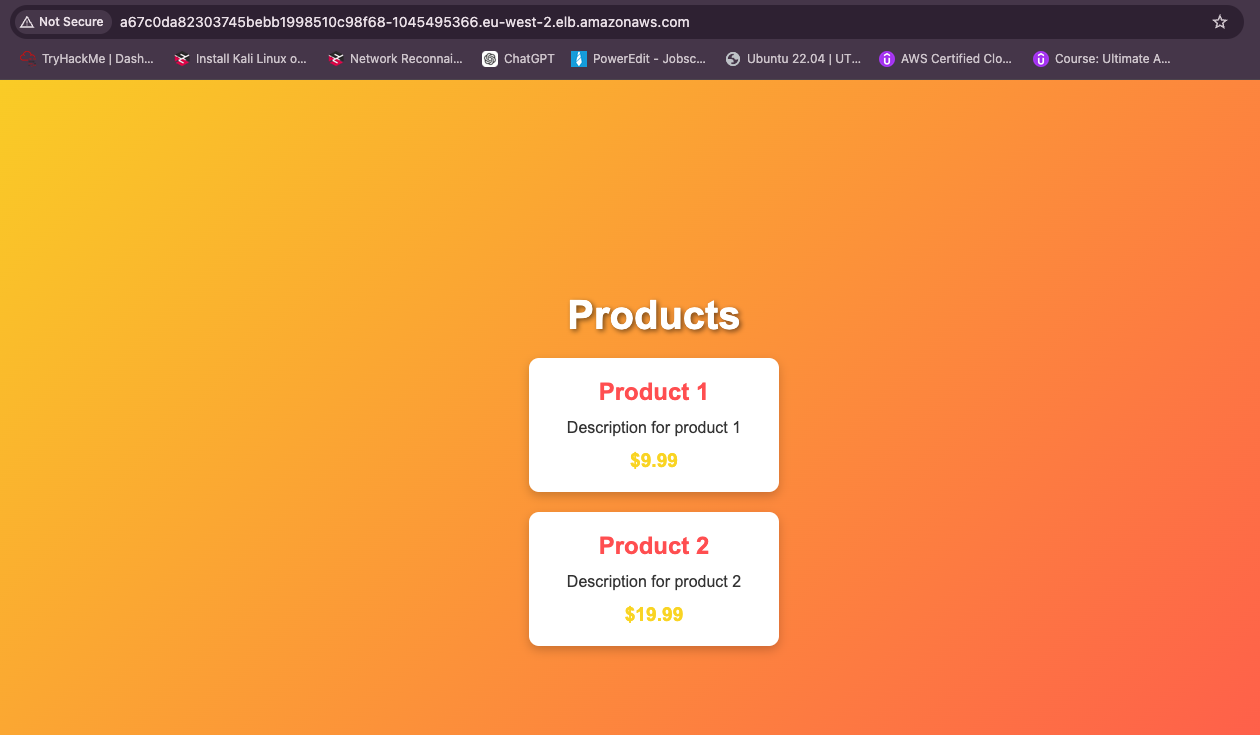 Not Secure a67c0da82303745bebb1998510c98f68-1045495366.eu-west-2.elb.amazonaws.com
TryHackMe | Dash... Install Kali Linux o... Network Reconnai... ChatGPT PowerEdit - Jobsc... Ubuntu 22.04 | UT... AWS Certified Clo... Course: Ultimate A...
Products
Product 1
Description for product 1
$9.99
Product 2
Description for product 2
$19.99